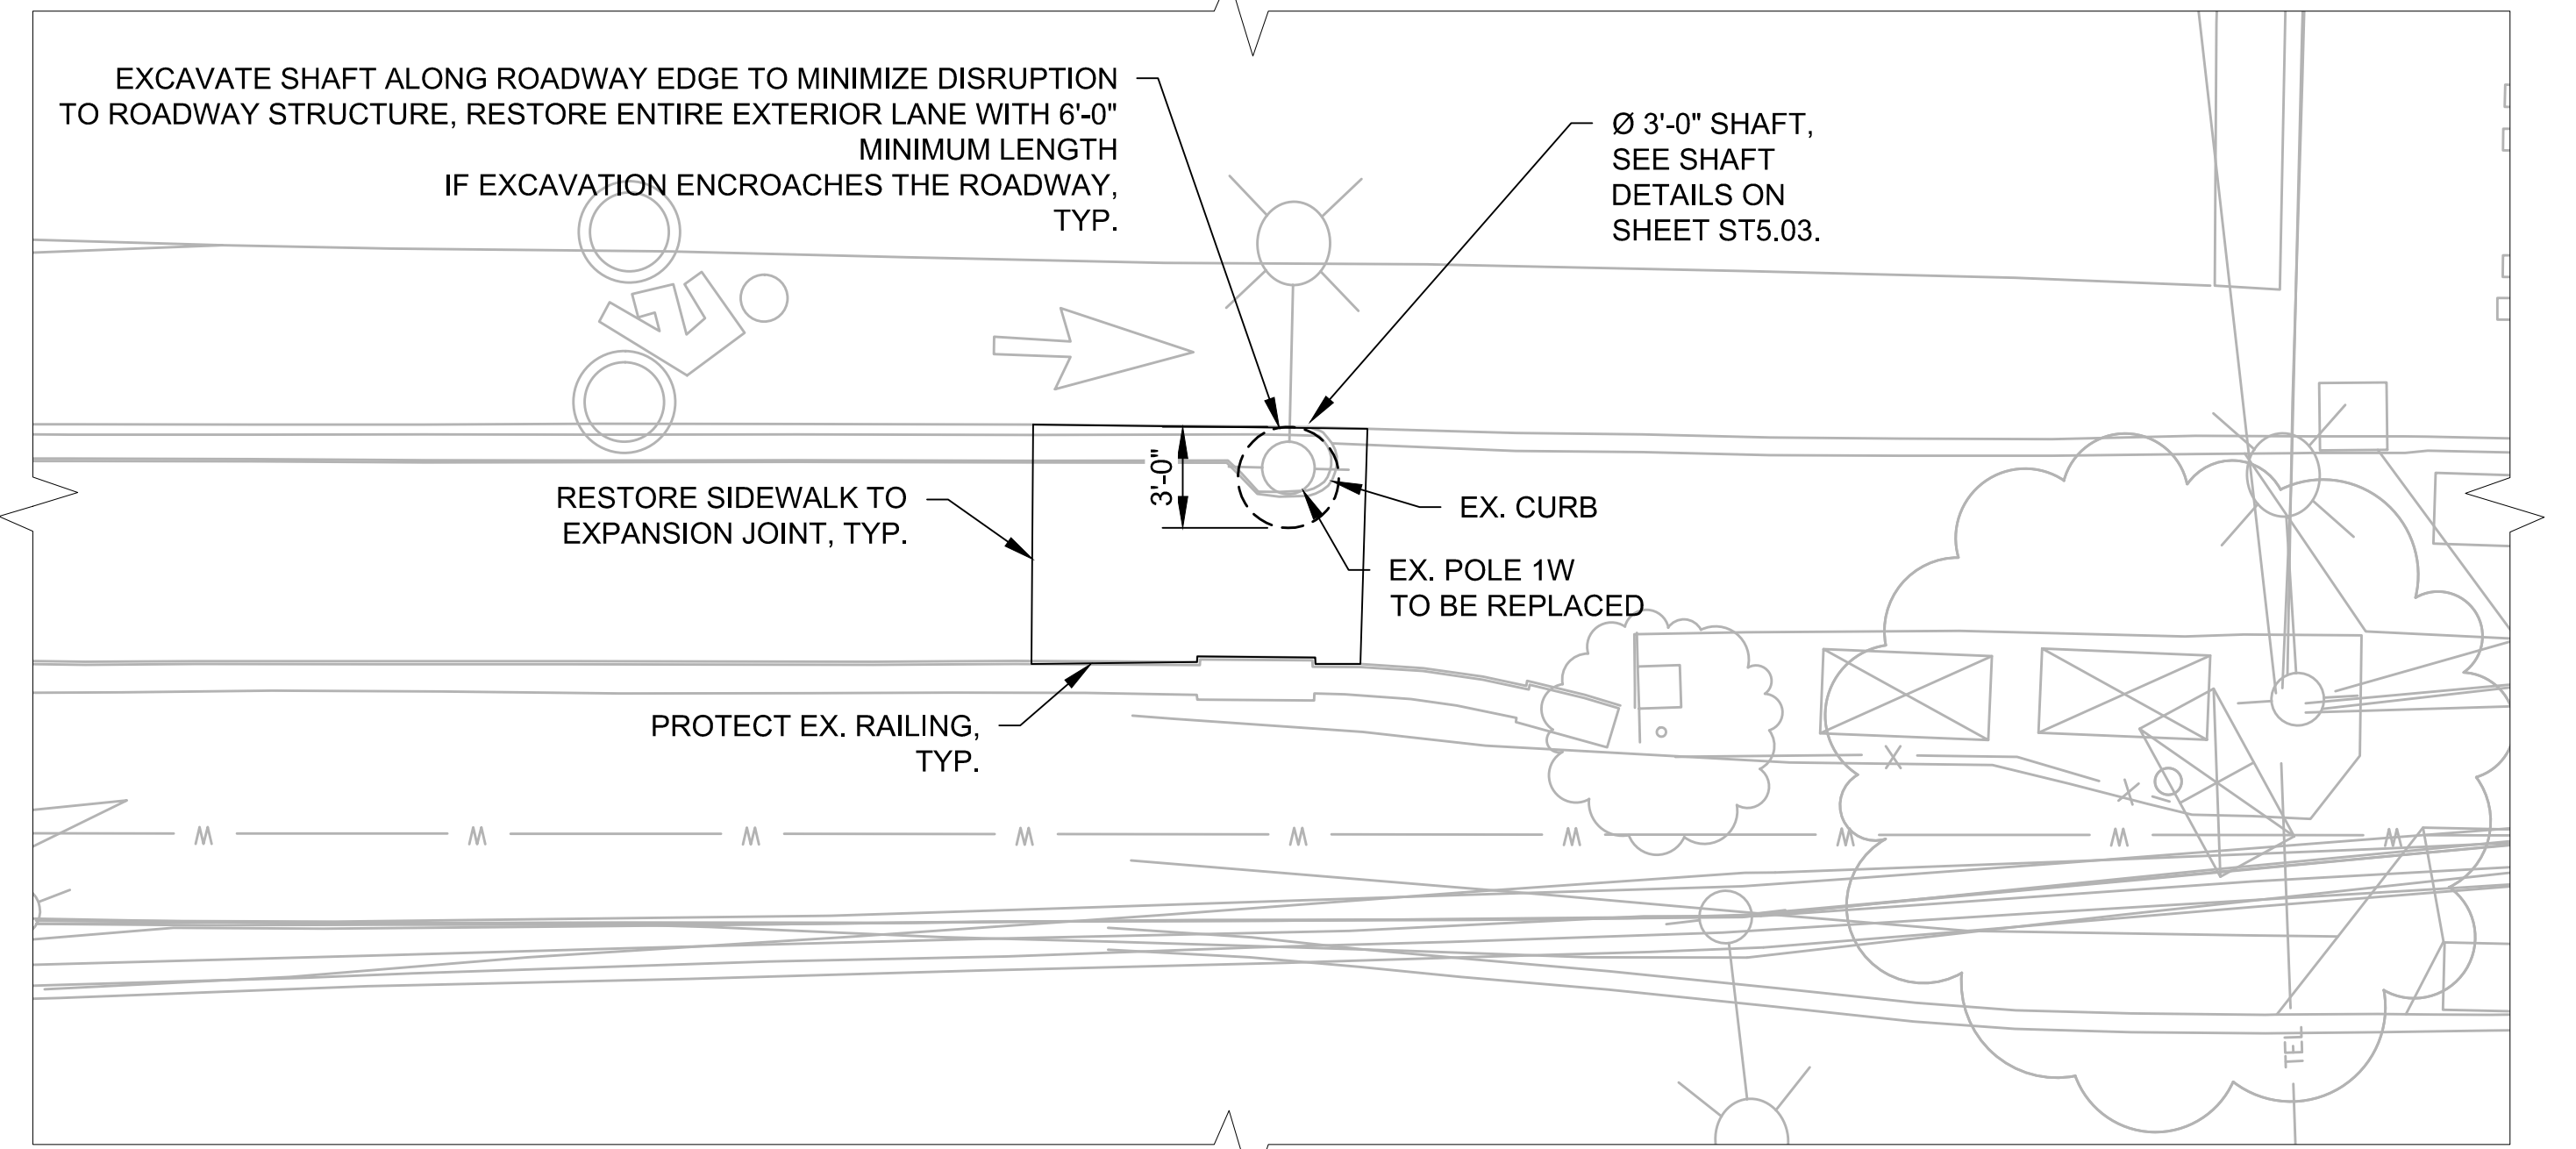 EXCAVATE SHAFT ALONG ROADWAY EDGE TO MINIMIZE DISRUPTION
TO ROADWAY STRUCTURE, RESTORE ENTIRE EXTERIOR LANE WITH 6'-0"
MINIMUM LENGTH
IF EXCAVATION ENCROACHES THE ROADWAY,
TYP.
Ø 3'-0" SHAFT,
SEE SHAFT
DETAILS ON
SHEET ST5.03.
3'-0"
RESTORE SIDEWALK TO
EXPANSION JOINT, TYP.
EX. CURB
EX. POLE 1W
TO BE REPLACED
PROTECT EX. RAILING,
TYP.
X
X
W W W W W W W W W
TEL